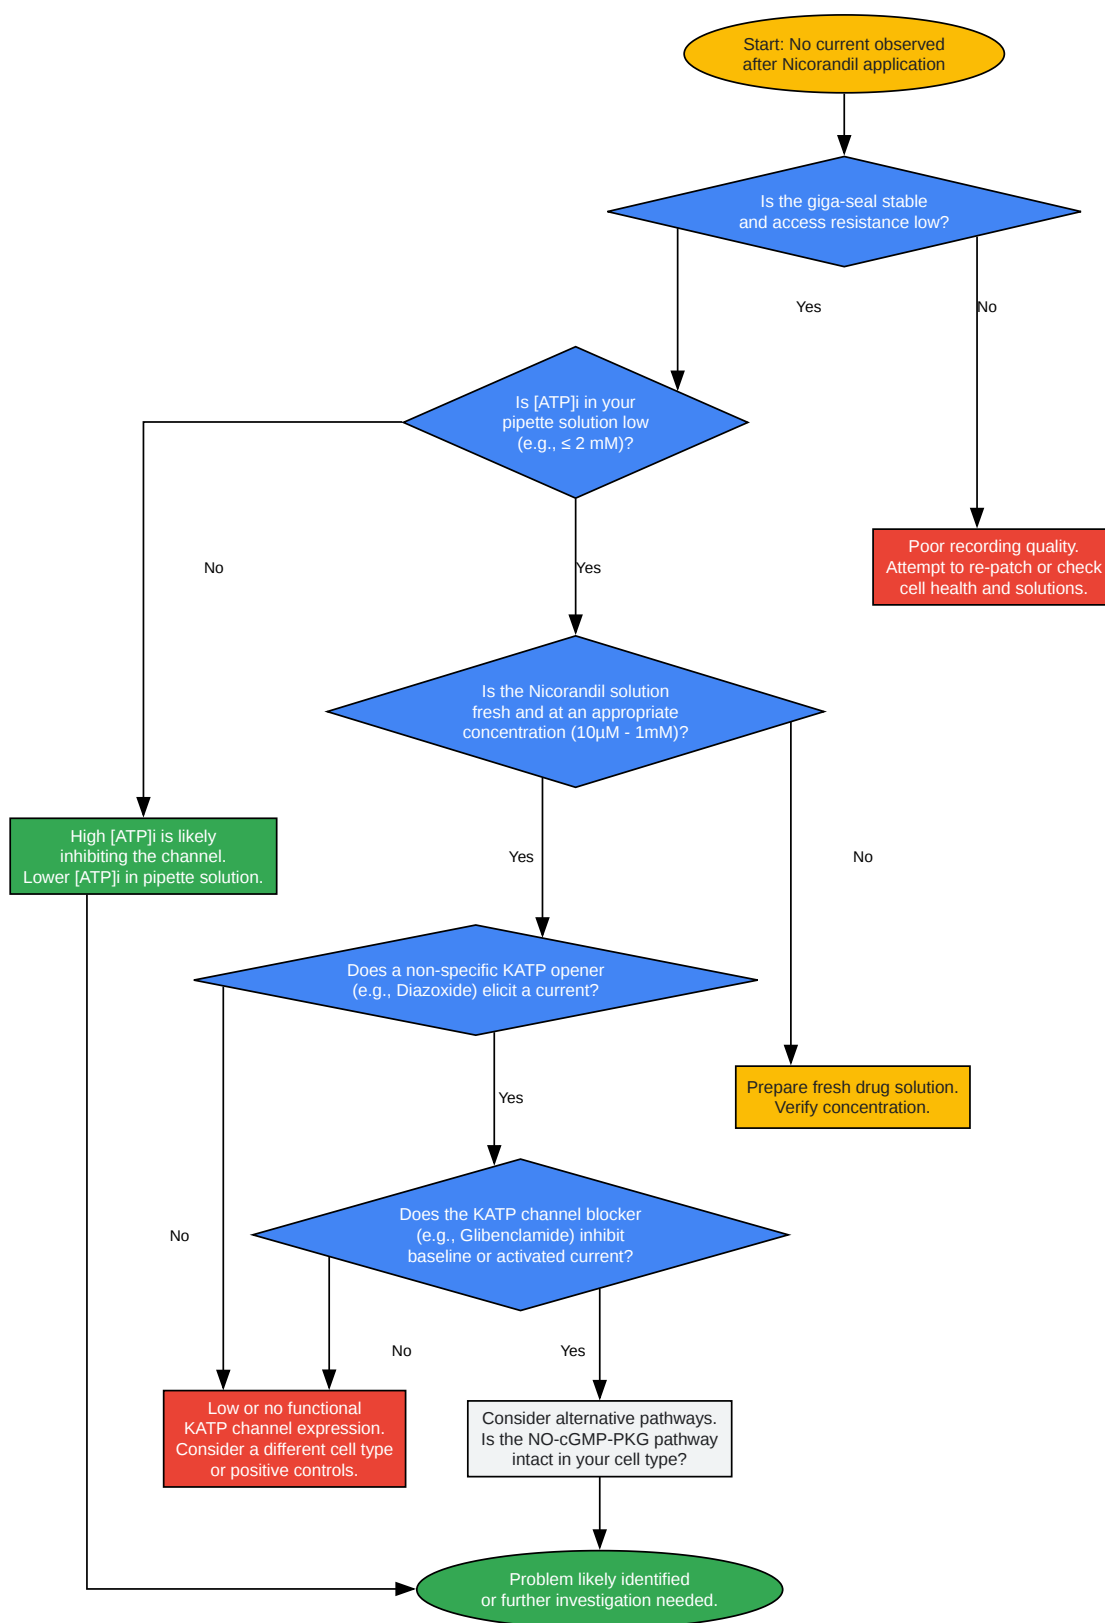 Start: No current observed
after Nicorandil application
Is the giga-seal stable
and access resistance low?
Yes
No
Is [ATP]i in your
pipette solution low
(e.g., ≤ 2 mM)?
No
Yes
Poor recording quality.
Attempt to re-patch or check
cell health and solutions.
Is the Nicorandil solution
fresh and at an appropriate
concentration (10µM - 1mM)?
High [ATP]i is likely
inhibiting the channel.
Lower [ATP]i in pipette solution.
Yes
No
Does a non-specific KATP opener
(e.g., Diazoxide) elicit a current?
Prepare fresh drug solution.
Verify concentration.
Yes
No
Does the KATP channel blocker
(e.g., Glibenclamide) inhibit
baseline or activated current?
No
Yes
Low or no functional
KATP channel expression.
Consider a different cell type
or positive controls.
Consider alternative pathways.
Is the NO-cGMP-PKG pathway
intact in your cell type?
Problem likely identified
or further investigation needed.